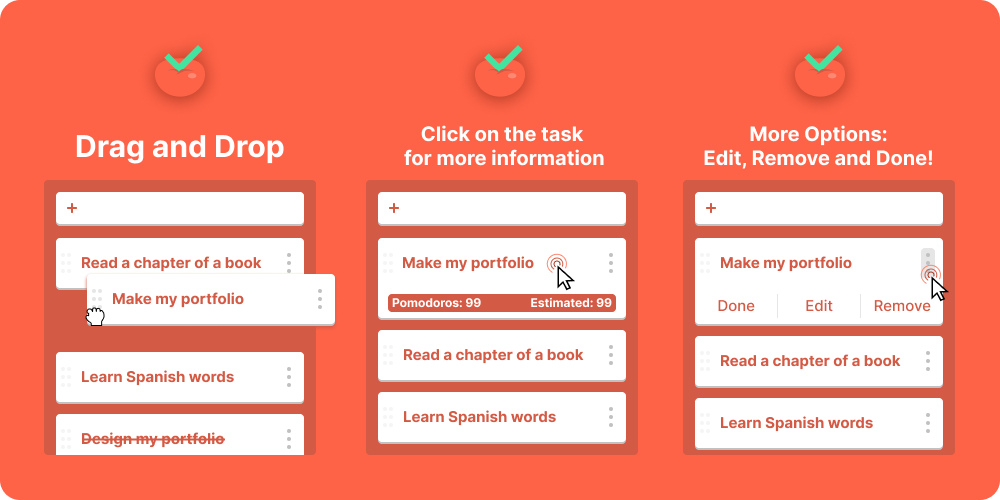 Drag and Drop
+
Read a chapter of a book
Make my portfolio
Learn Spanish words
Design my portfolio
Click on the task
for more information
+
Make my portfolio
Pomodoros: 99 Estimated: 99
Read a chapter of a book
Learn Spanish words
More Options:
Edit, Remove and Done!
+
Make my portfolio
Done Edit Remove
Read a chapter of a book
Learn Spanish words